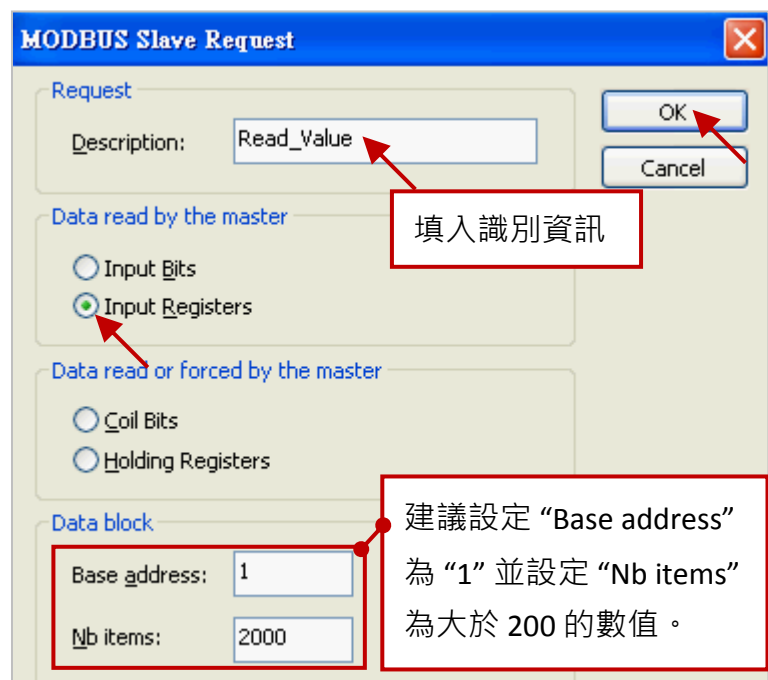 MODBUS Slave Request
Request
Description: Read_Value
OK
Cancel
填入識別資訊
Data read by the master
Input Bits
Input Registers
Data read or forced by the master
Coil Bits
Holding Registers
Data block
Base address: 1
Nb items: 2000
建議設定 “Base address”
為 “1” 並設定 “Nb items”
為大於 200 的數值。